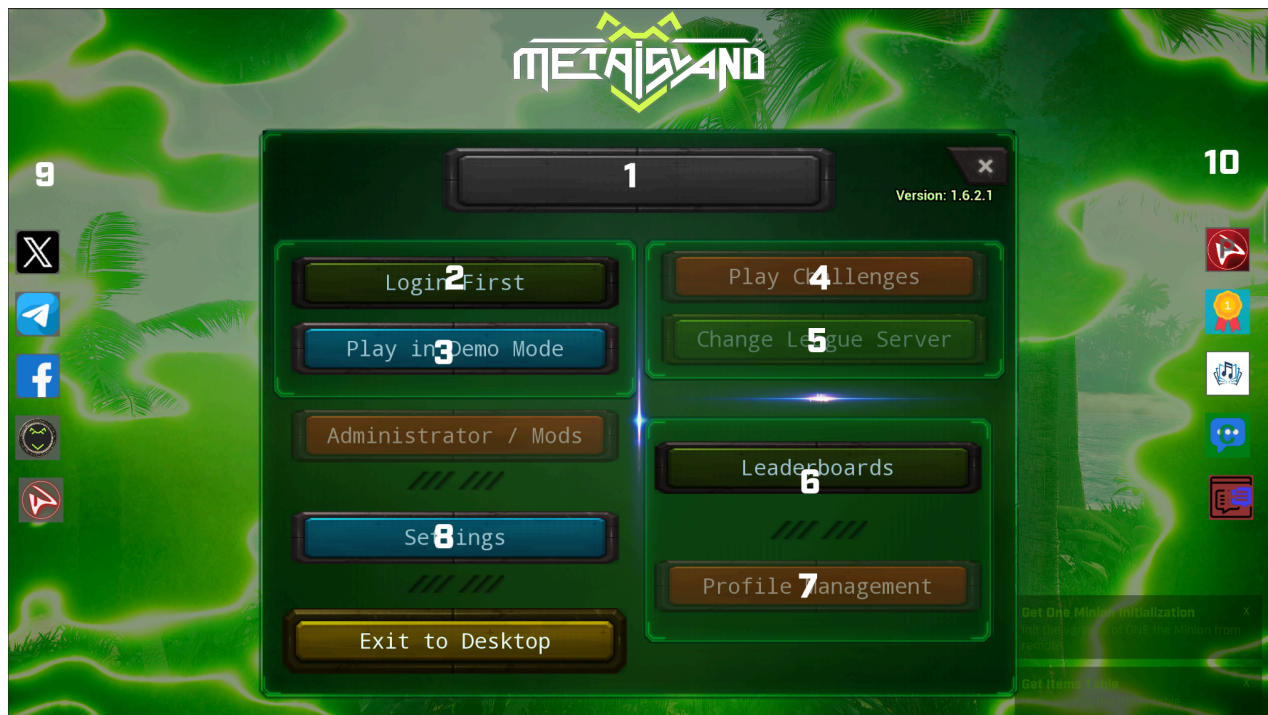 METAISLAND
1
Version: 1.6.2.1
9
10
2
Login First
4
Play Challenges
3
Play in Demo Mode
5
Change League Server
Administrator / Mods
Leaderboards
6
8
Settings
7
Profile Management
Exit to Desktop
Get One Minion Initialization
X
remote
Get Items Table
X